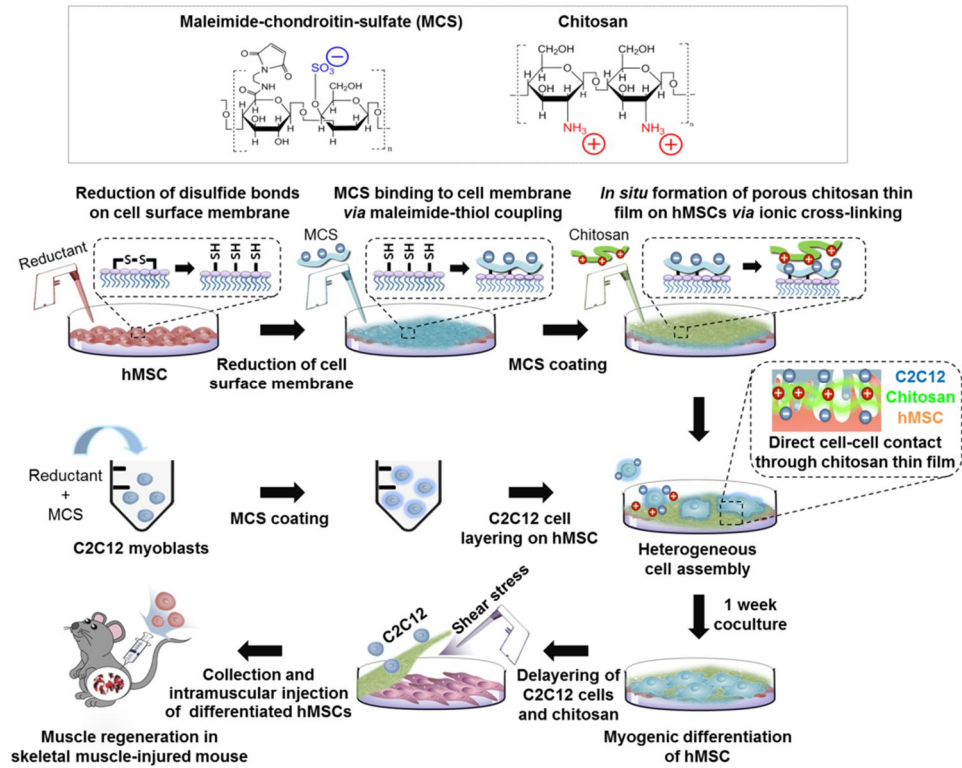 Maleimide-chondroitin-sulfate (MCS)
Chitosan
SO3
CH2OH
CH2OH
CH2OH
O
N
O
NH
O
O
O
O
H
H
OH
OH
H
n
NH3
NH3
n
Reduction of disulfide bonds
on cell surface membrane
MCS binding to cell membrane
via maleimide-thiol coupling
In situ formation of porous chitosan thin
film on hMSCs via ionic cross-linking
Reductant
S-S
SH
SH
SH
MCS
SH
SH
SH
Chitosan
hMSC
Reduction of cell
surface membrane
MCS coating
C2C12
Chitosan
hMSC
Direct cell-cell contact
through chitosan thin film
Reductant
+
MCS
C2C12 myoblasts
MCS coating
C2C12 cell
layering on hMSC
Heterogeneous
cell assembly
1 week
coculture
Myogenic differentiation
of hMSC
Delayering of
C2C12 cells
and chitosan
C2C12
Shear stress
Collection and
intramuscular injection
of differentiated hMSCs
Muscle regeneration in
skeletal muscle-injured mouse